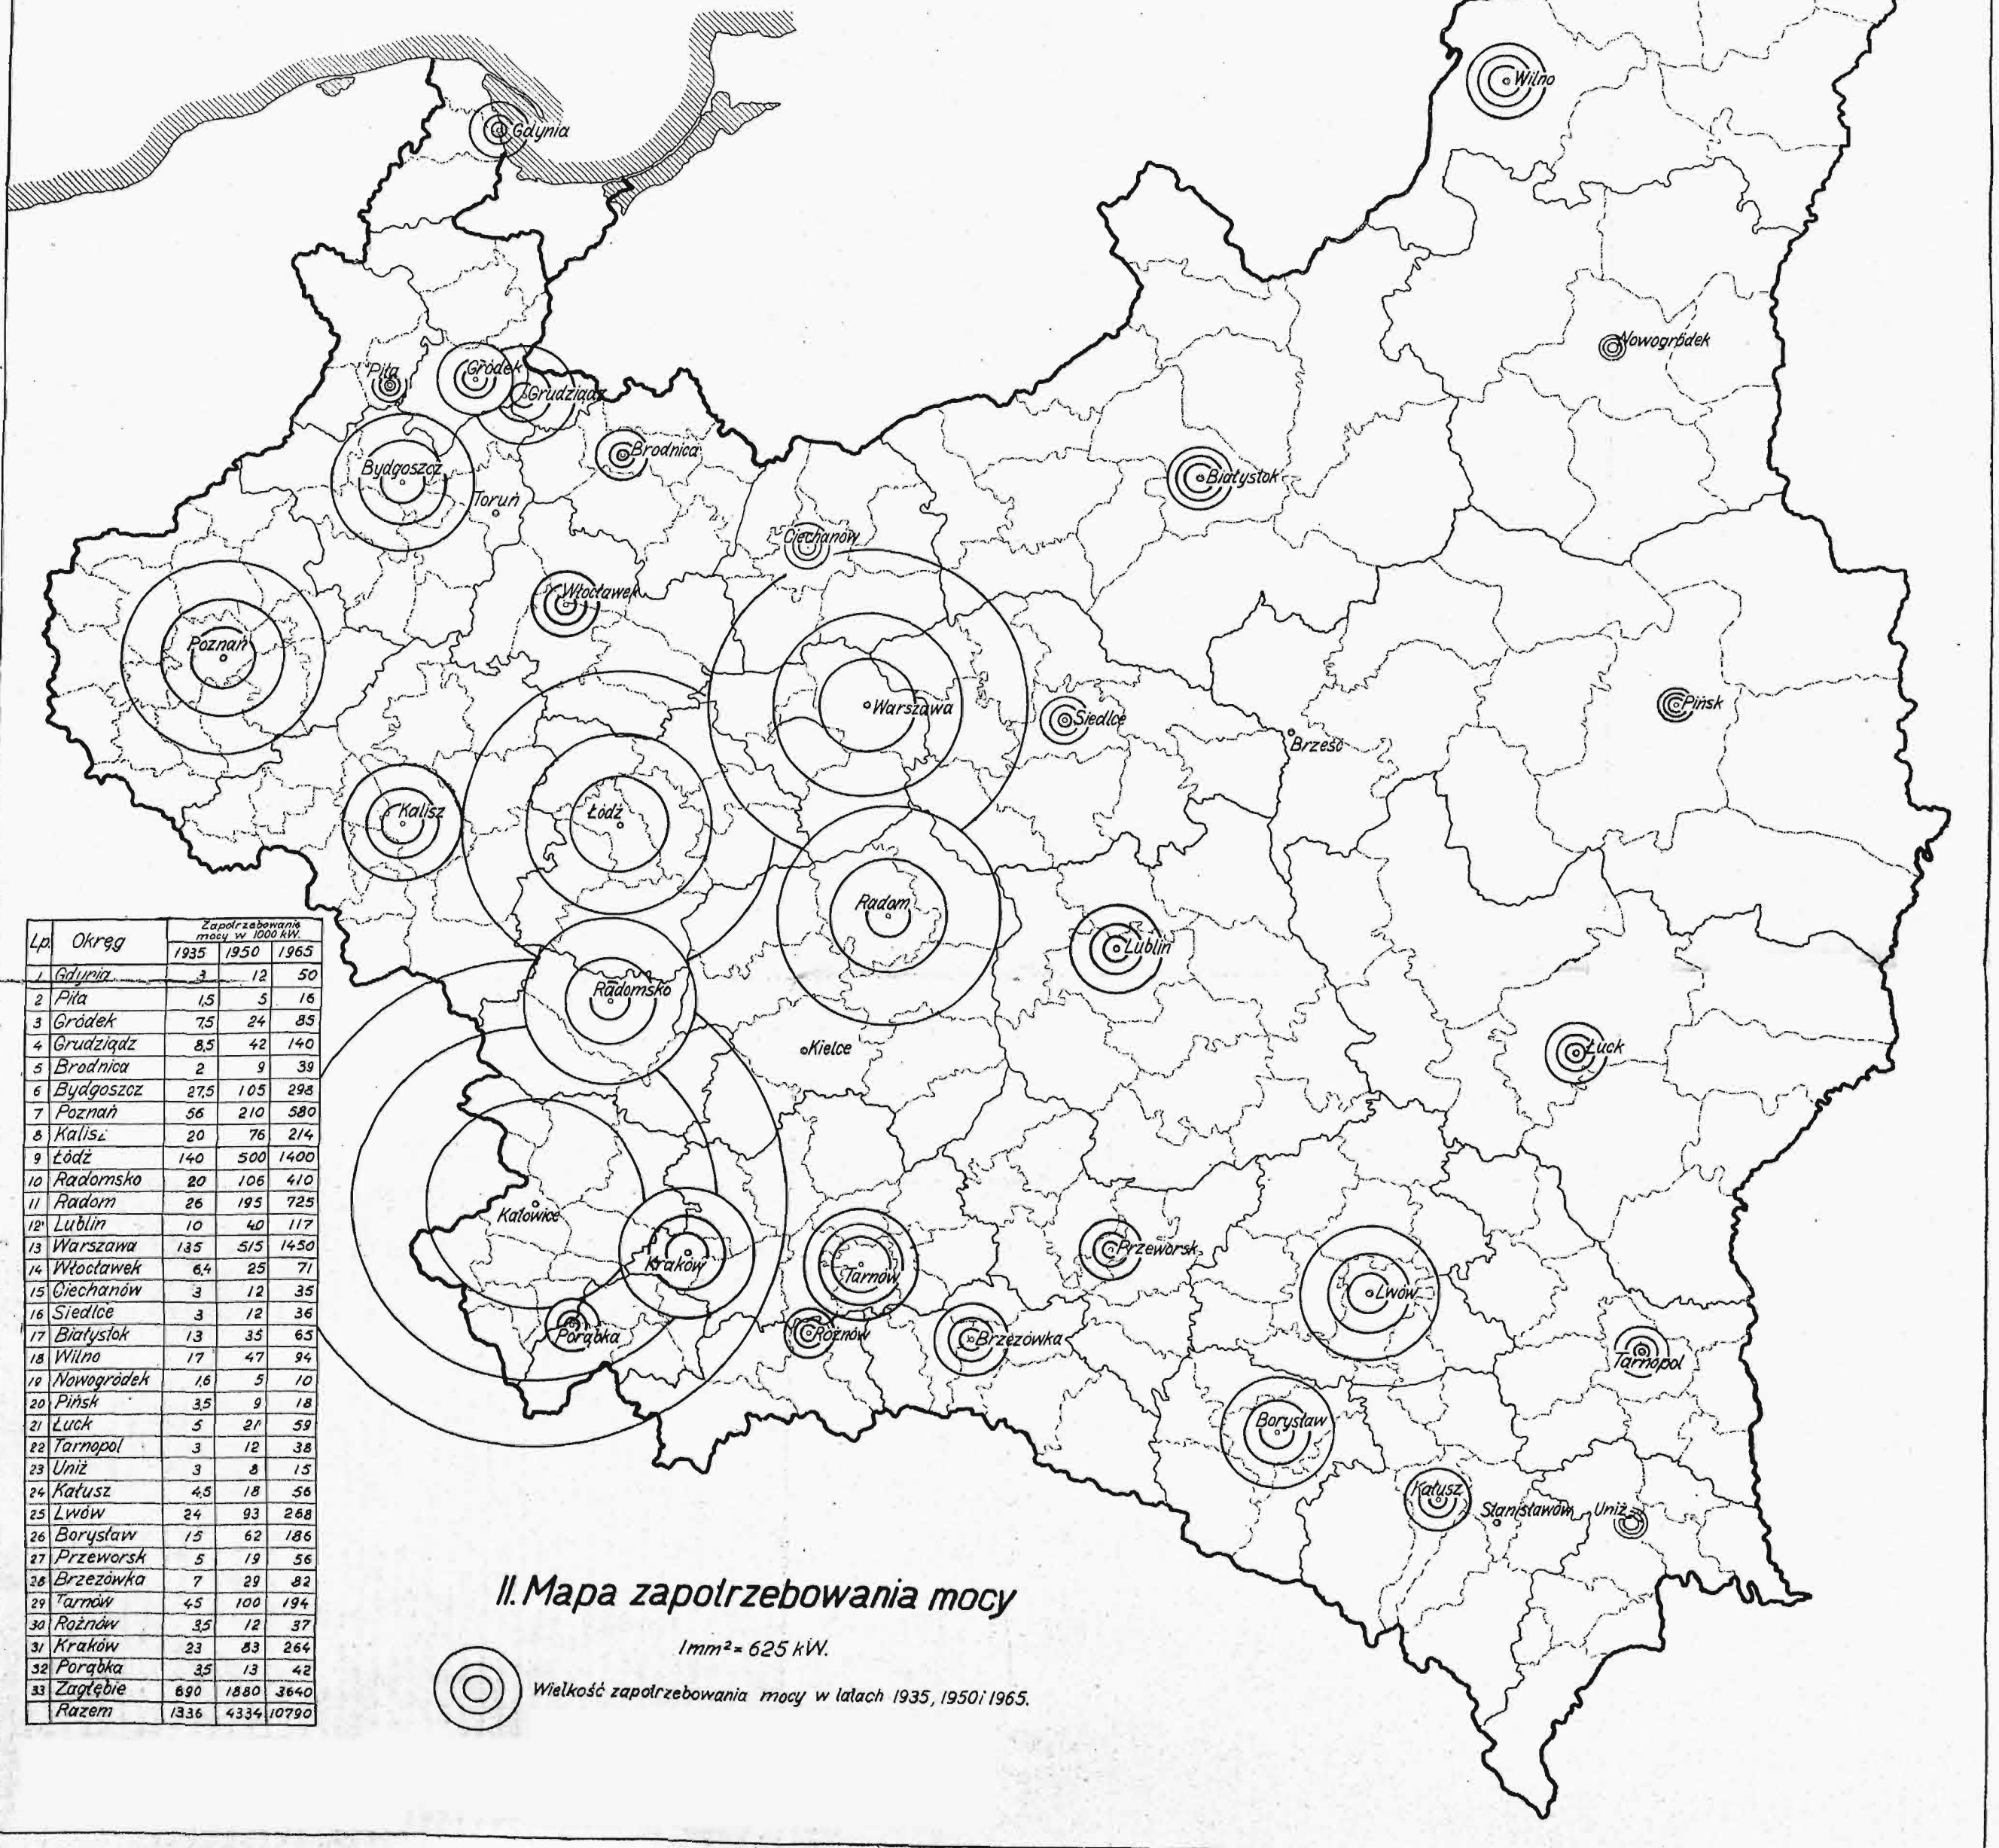 Wilno
Gdynia
Nowogródek
Piła
Gródek
Grudziądz
Brodnica
Bydgoszcz
Toruń
Białystok
Ciechanów
Włocławek
Poznań
Warszawa
Siedlce
Pińsk
Brześć
Kalisz
Łódź
Radom
Lublin
Radomsko
Kielce
Łuck
Katowice
Kraków
Tarnów
Przeworsk
Lwów
Porąbka
Rożnów
Brzezówka
Tarnopol
Borysław
Kałusz
Stanisławów
Uniż
Lp. Okręg Zapotrzebowanie mocy w 1000 kW.
1935 1950 1965
1 Gdynia 3 12 50
2 Piła 1,5 5 16
3 Gródek 7,5 24 85
4 Grudziądz 8,5 42 140
5 Brodnica 2 9 39
6 Bydgoszcz 27,5 105 298
7 Poznań 56 210 580
8 Kalisz 20 76 214
9 Łódź 140 500 1400
10 Radomsko 20 106 410
11 Radom 26 195 725
12 Lublin 10 40 117
13 Warszawa 135 515 1450
14 Włocławek 6,4 25 71
15 Ciechanów 3 12 35
16 Siedlce 3 12 36
17 Białystok 13 35 65
18 Wilno 17 47 94
19 Nowogródek 1,6 5 10
20 Pińsk 3,5 9 18
21 Łuck 5 21 59
22 Tarnopol 3 12 38
23 Uniż 3 8 15
24 Kałusz 4,5 18 56
25 Lwów 24 93 268
26 Borysław 15 62 186
27 Przeworsk 5 19 56
28 Brzezówka 7 29 82
29 Tarnów 45 100 194
30 Rożnów 3,5 12 37
31 Kraków 23 83 264
32 Porąbka 3,5 13 42
33 Zagłębie 690 1880 3640
Razem 1336 4334 10790
II. Mapa zapotrzebowania mocy
1mm² = 625 kW.
Wielkość zapotrzebowania mocy w latach 1935, 1950 i 1965.